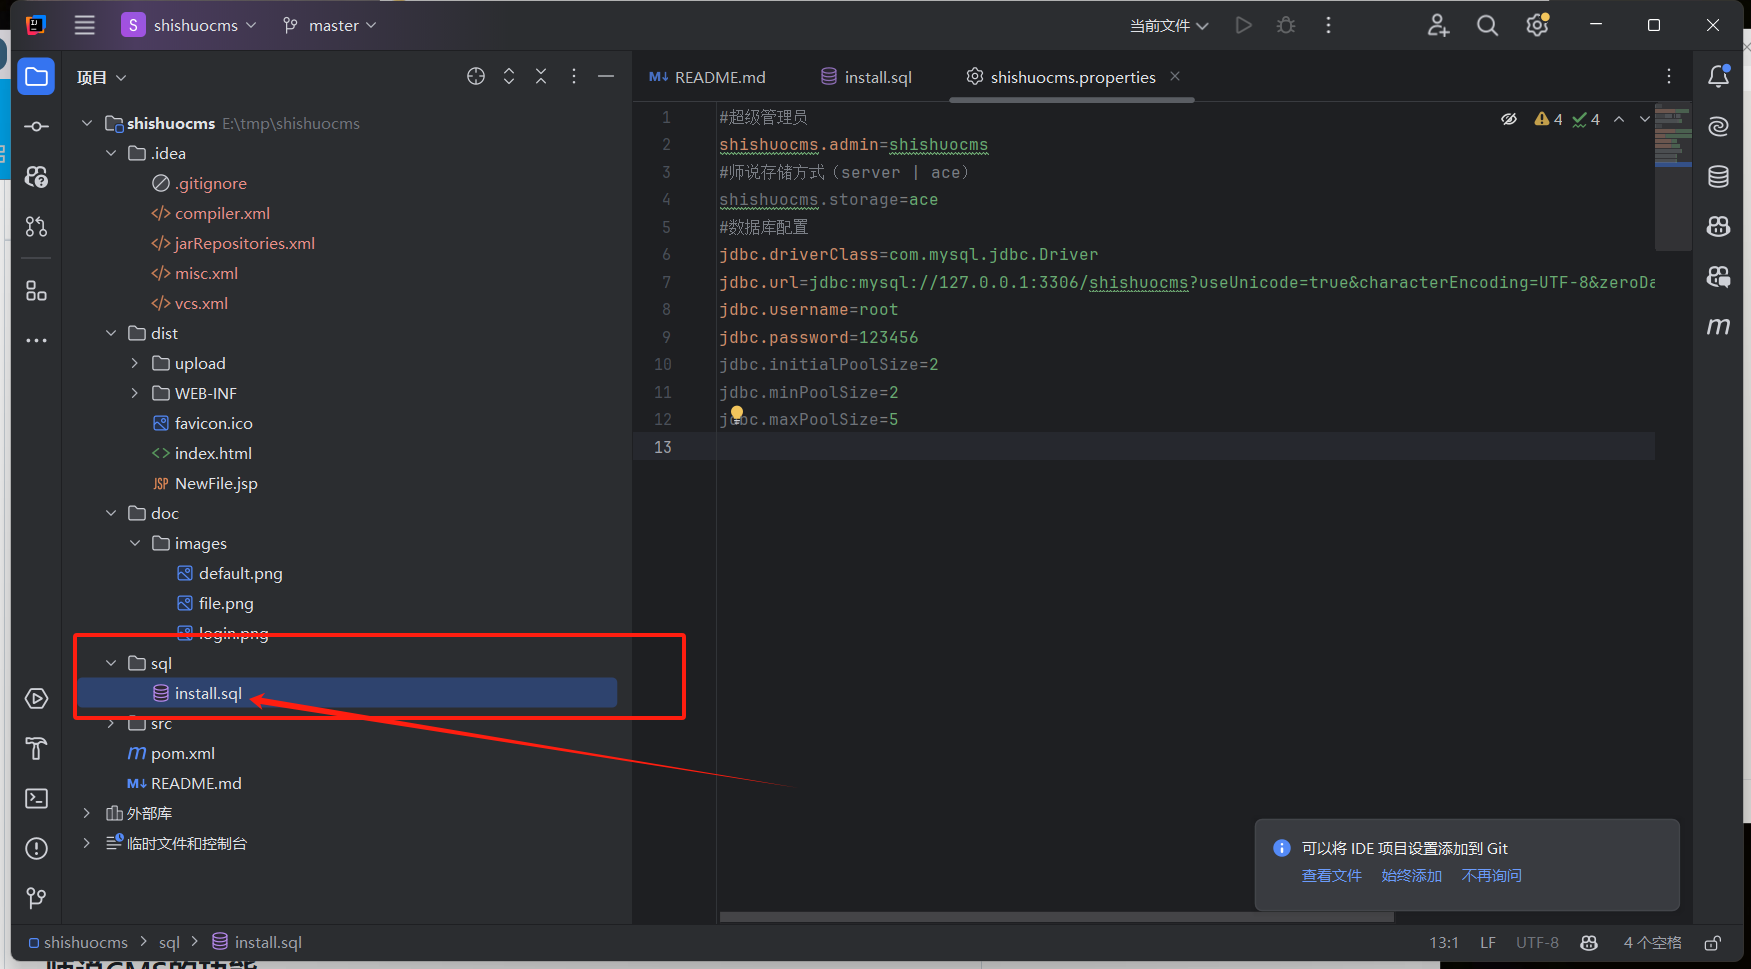 S shishuocms master 当前文件
项目
README.md install.sql shishuocms.properties
shishuocms E:\tmp\shishuocms
.idea
.gitignore
compiler.xml
jarRepositories.xml
misc.xml
vcs.xml
dist
upload
WEB-INF
favicon.ico
index.html
JSP NewFile.jsp
doc
images
default.png
file.png
login.png
sql
install.sql
src
m pom.xml
README.md
外部库
临时文件和控制台
4 4
1 #超级管理员
2 shishuocms.admin=shishuocms
3 #师说存储方式（server | ace）
4 shishuocms.storage=ace
5 #数据库配置
6 jdbc.driverClass=com.mysql.jdbc.Driver
7 jdbc.url=jdbc:mysql://127.0.0.1:3306/shishuocms?useUnicode=true&characterEncoding=UTF-8&zeroDa
8 jdbc.username=root
9 jdbc.password=123456
10 jdbc.initialPoolSize=2
11 jdbc.minPoolSize=2
12 jdbc.maxPoolSize=5
13
m
可以将 IDE 项目设置添加到 Git
查看文件 始终添加 不再询问
shishuocms > sql > install.sql 13:1 LF UTF-8 4 个空格